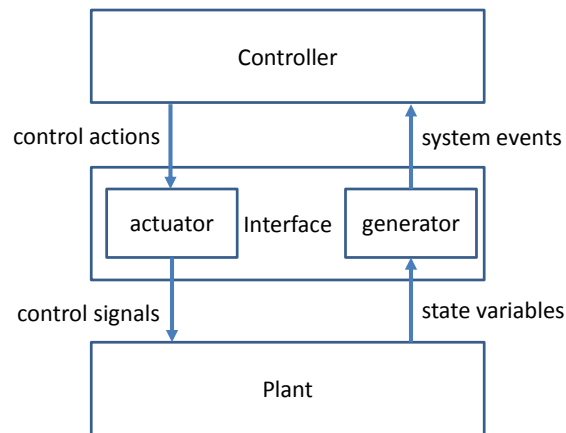 Controller
control actions
system events
actuator
Interface
generator
control signals
state variables
Plant